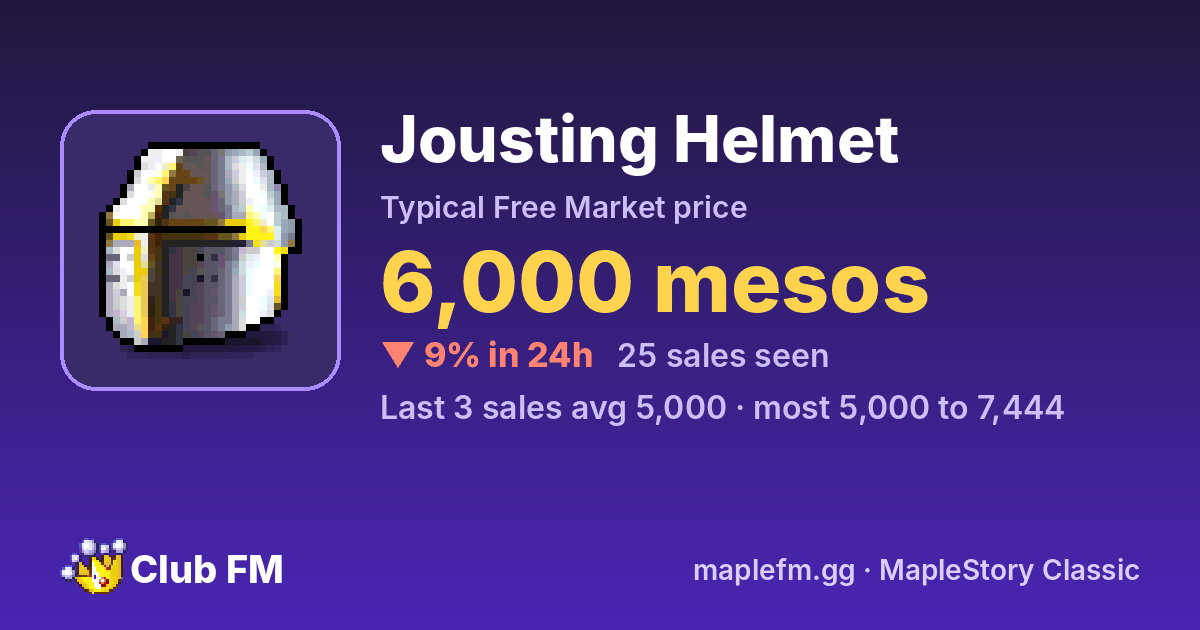 Jousting Helmet
Typical Free Market price
6,000 mesos
▼ 9% in 24h 25 sales seen
Last 3 sales avg 5,000 · most 5,000 to 7,444
Club FM
maplefm.gg · MapleStory Classic